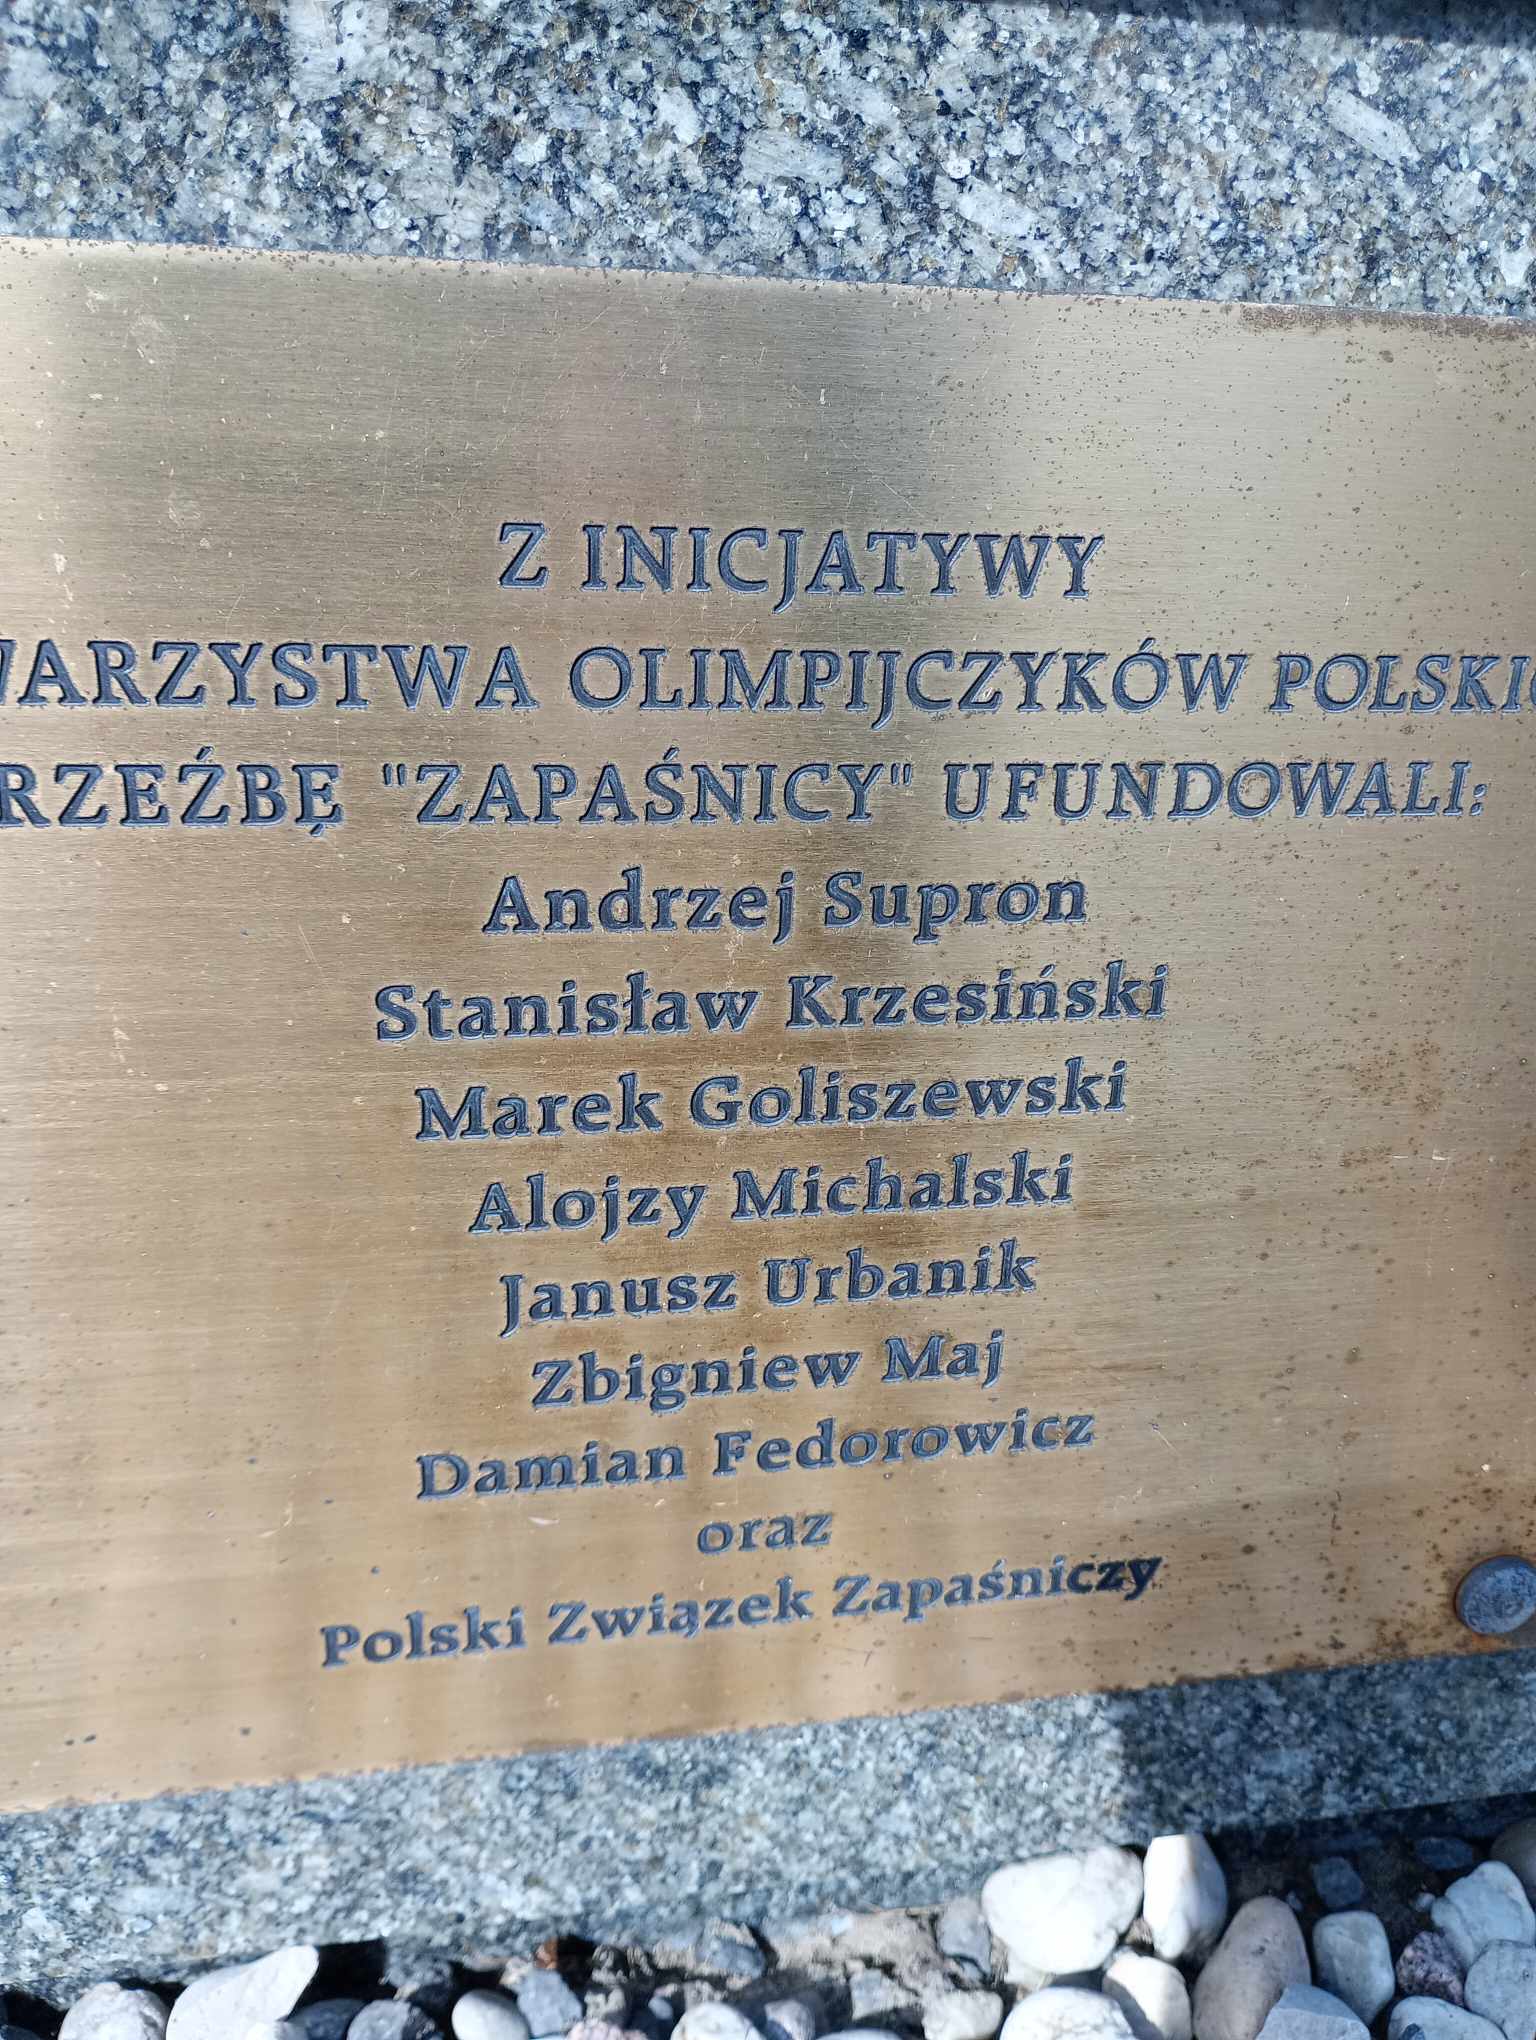 Z INICJATYWY
WARZYSTWA OLIMPIJCZYKÓW POLSKIC
RZEŹBĘ "ZAPAŚNICY" UFUNDOWALI:
Andrzej Supron
Stanisław Krzesiński
Marek Goliszewski
Alojzy Michalski
Janusz Urbanik
Zbigniew Maj
Damian Fedorowicz
oraz
Polski Związek Zapaśniczy